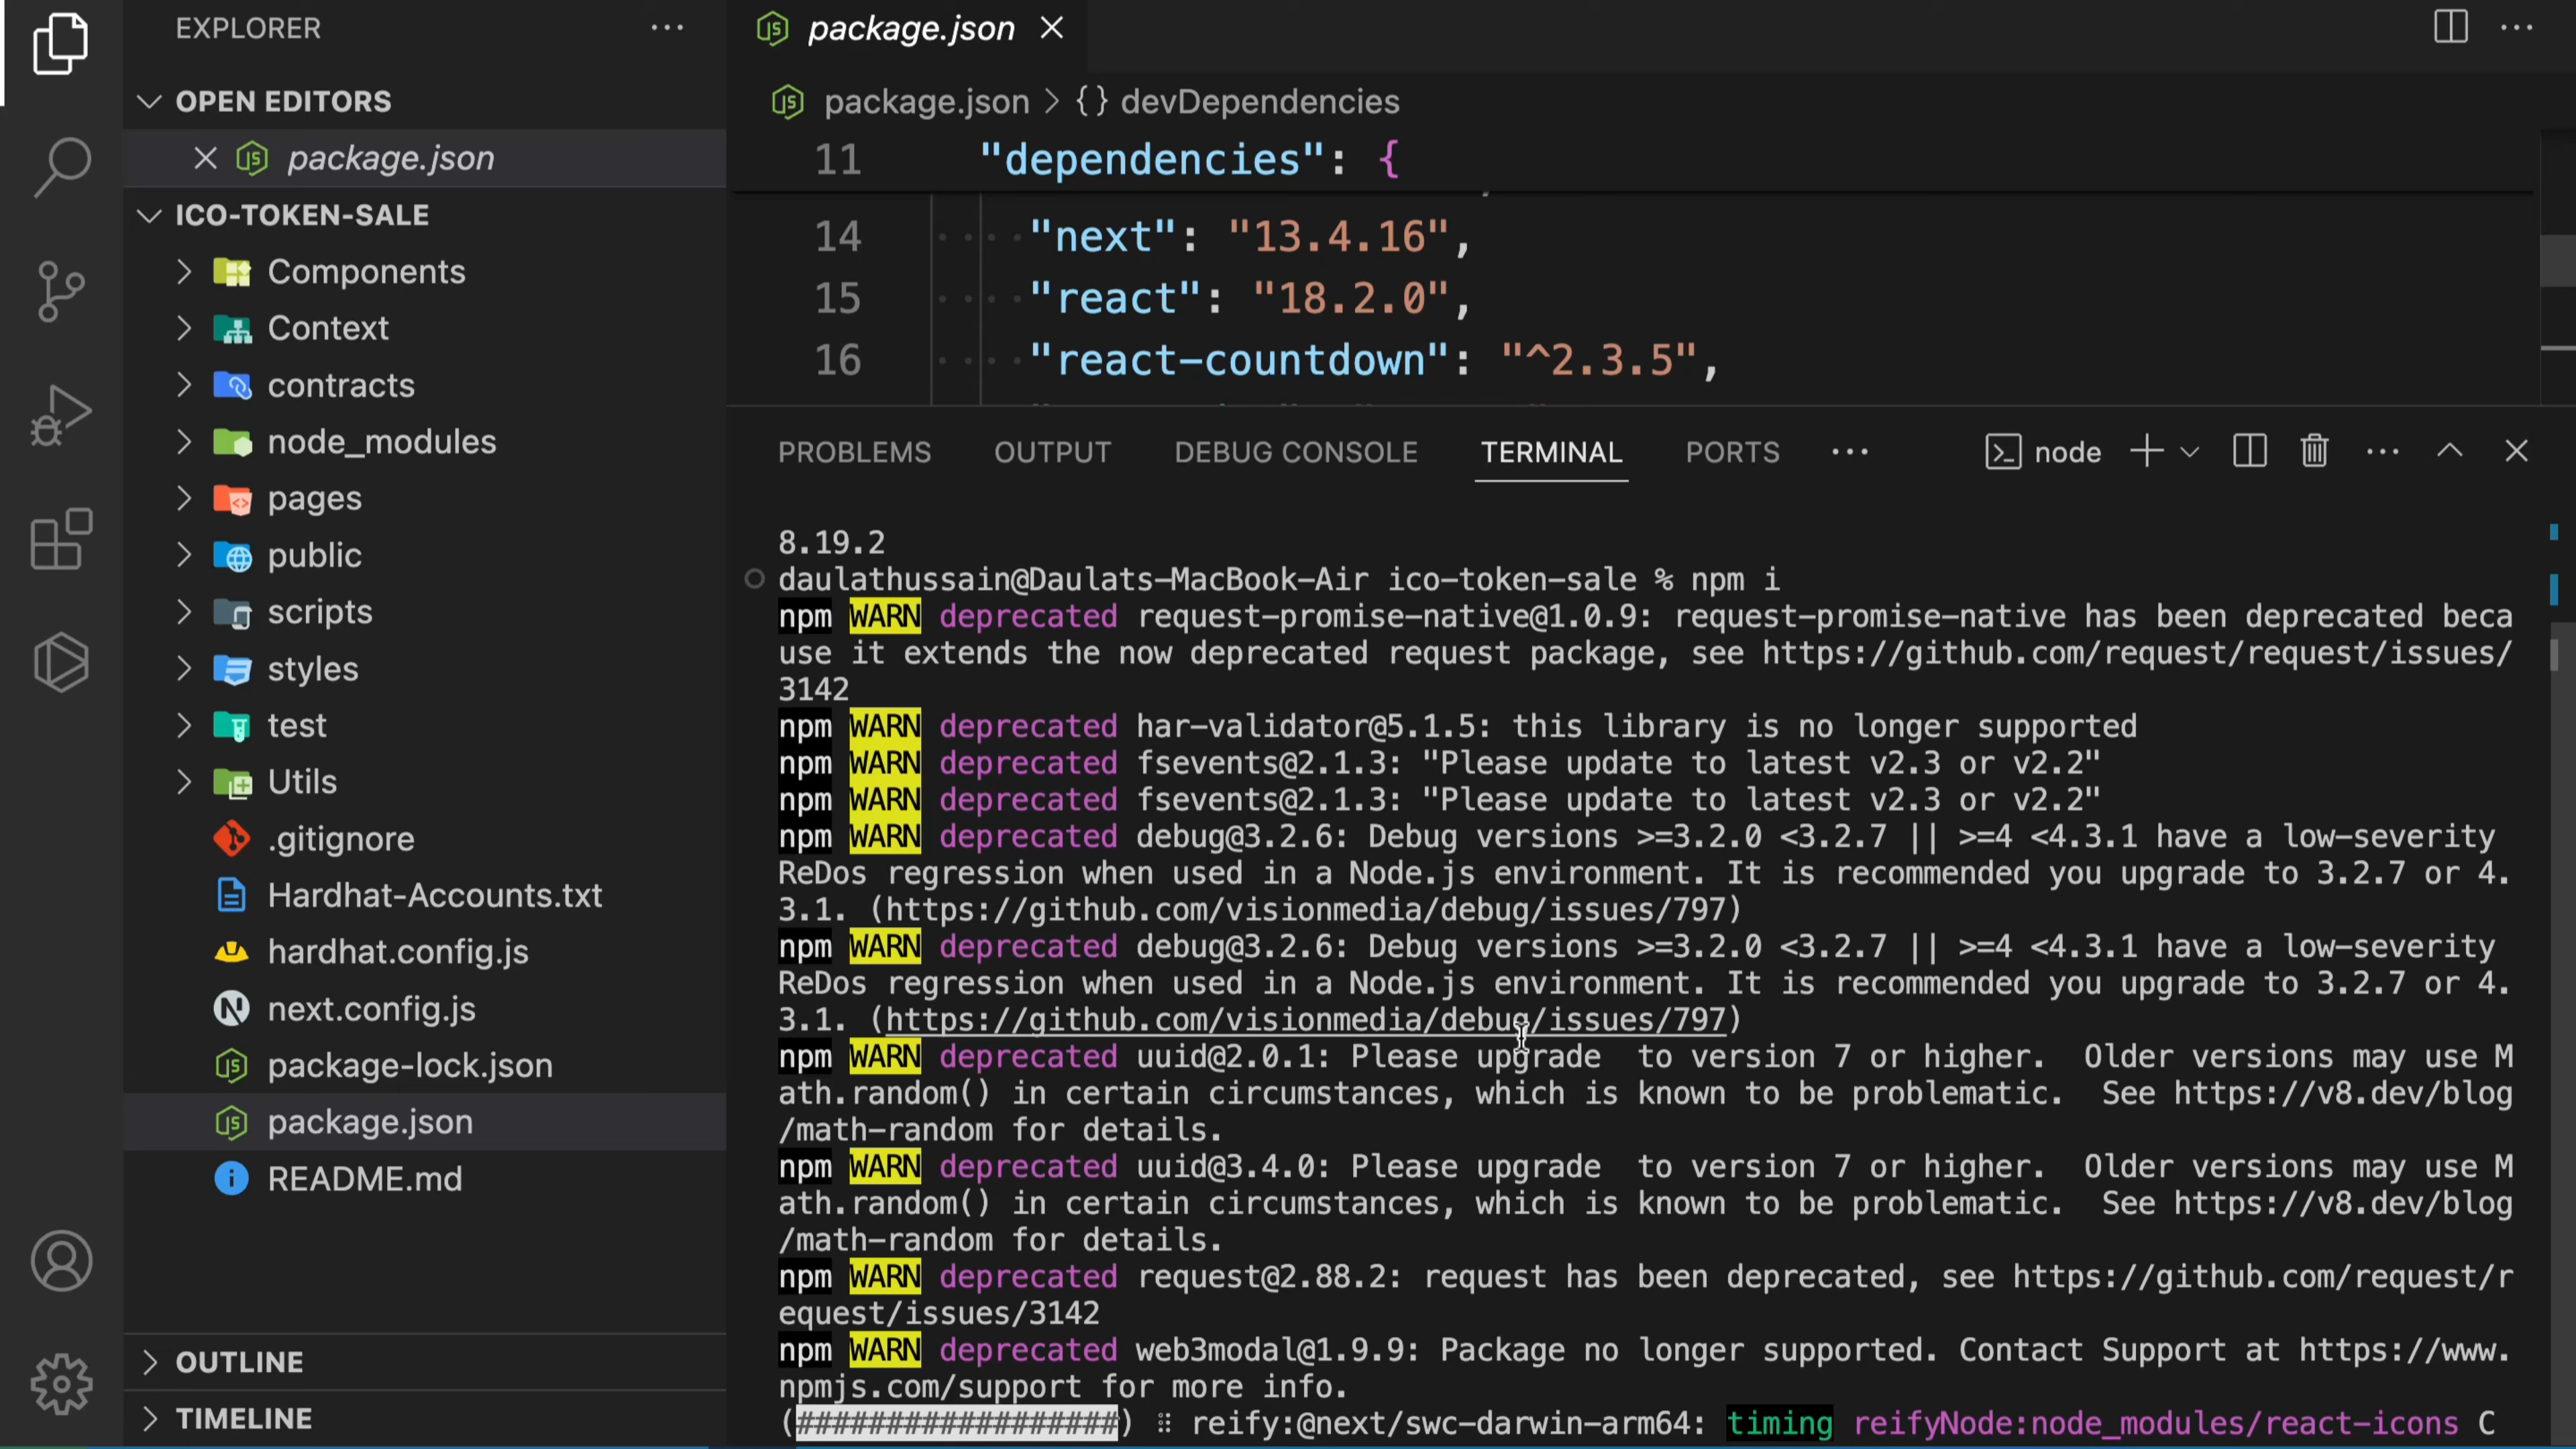 EXPLORER
OPEN EDITORS
package.json
ICO-TOKEN-SALE
Components
Context
contracts
node_modules
pages
public
scripts
styles
test
Utils
.gitignore
Hardhat-Accounts.txt
hardhat.config.js
next.config.js
package-lock.json
package.json
README.md
OUTLINE
TIMELINE
package.json
package.json > {} devDependencies
11 "dependencies": {
14 "next": "13.4.16",
15 "react": "18.2.0",
16 "react-countdown": "^2.3.5",
PROBLEMS OUTPUT DEBUG CONSOLE TERMINAL PORTS node
8.19.2
daulathussain@Daulats-MacBook-Air ico-token-sale % npm i
npm WARN deprecated request-promise-native@1.0.9: request-promise-native has been deprecated beca
use it extends the now deprecated request package, see https://github.com/request/request/issues/
3142
npm WARN deprecated har-validator@5.1.5: this library is no longer supported
npm WARN deprecated fsevents@2.1.3: "Please update to latest v2.3 or v2.2"
npm WARN deprecated fsevents@2.1.3: "Please update to latest v2.3 or v2.2"
npm WARN deprecated debug@3.2.6: Debug versions >=3.2.0 <3.2.7 || >=4 <4.3.1 have a low-severity
ReDos regression when used in a Node.js environment. It is recommended you upgrade to 3.2.7 or 4.
3.1. (https://github.com/visionmedia/debug/issues/797)
npm WARN deprecated debug@3.2.6: Debug versions >=3.2.0 <3.2.7 || >=4 <4.3.1 have a low-severity
ReDos regression when used in a Node.js environment. It is recommended you upgrade to 3.2.7 or 4.
3.1. (https://github.com/visionmedia/debug/issues/797)
npm WARN deprecated uuid@2.0.1: Please upgrade  to version 7 or higher.  Older versions may use M
ath.random() in certain circumstances, which is known to be problematic.  See https://v8.dev/blog
/math-random for details.
npm WARN deprecated uuid@3.4.0: Please upgrade  to version 7 or higher.  Older versions may use M
ath.random() in certain circumstances, which is known to be problematic.  See https://v8.dev/blog
/math-random for details.
npm WARN deprecated request@2.88.2: request has been deprecated, see https://github.com/request/r
equest/issues/3142
npm WARN deprecated web3modal@1.9.9: Package no longer supported. Contact Support at https://www.
npmjs.com/support for more info.
(##################) ⠿ reify:@next/swc-darwin-arm64: timing reifyNode:node_modules/react-icons C